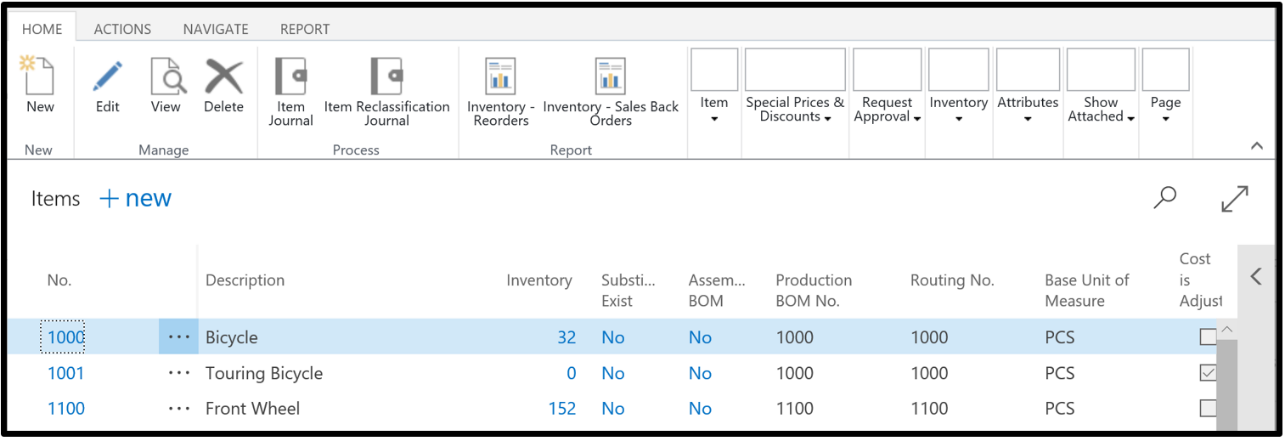 HOME ACTIONS NAVIGATE REPORT
New Edit View Delete Item Journal Item Reclassification Journal Inventory - Reorders Inventory - Sales Back Orders Item Special Prices & Discounts Request Approval Inventory Attributes Show Attached Page
New Manage Process Report
Items + new
No. Description Inventory Substi... Exist Assem... BOM Production BOM No. Routing No. Base Unit of Measure Cost is Adjust
1000 ... Bicycle 32 No No 1000 1000 PCS
1001 ... Touring Bicycle 0 No No 1000 1000 PCS
1100 ... Front Wheel 152 No No 1100 1100 PCS